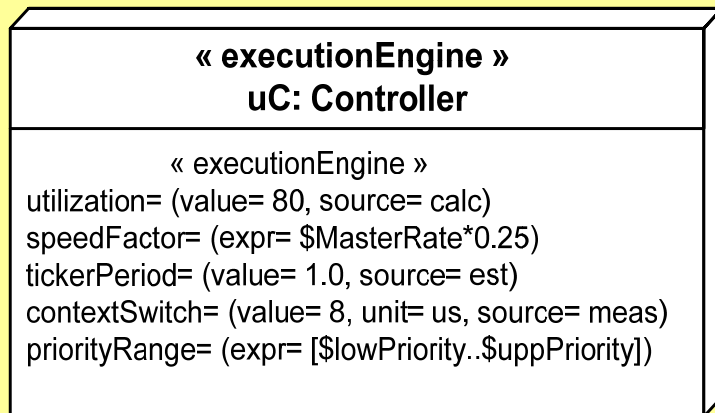 « executionEngine »
uC: Controller
« executionEngine »
utilization= (value= 80, source= calc)
speedFactor= (expr= $MasterRate*0.25)
tickerPeriod= (value= 1.0, source= est)
contextSwitch= (value= 8, unit= us, source= meas)
priorityRange= (expr= [$lowPriority..$uppPriority])